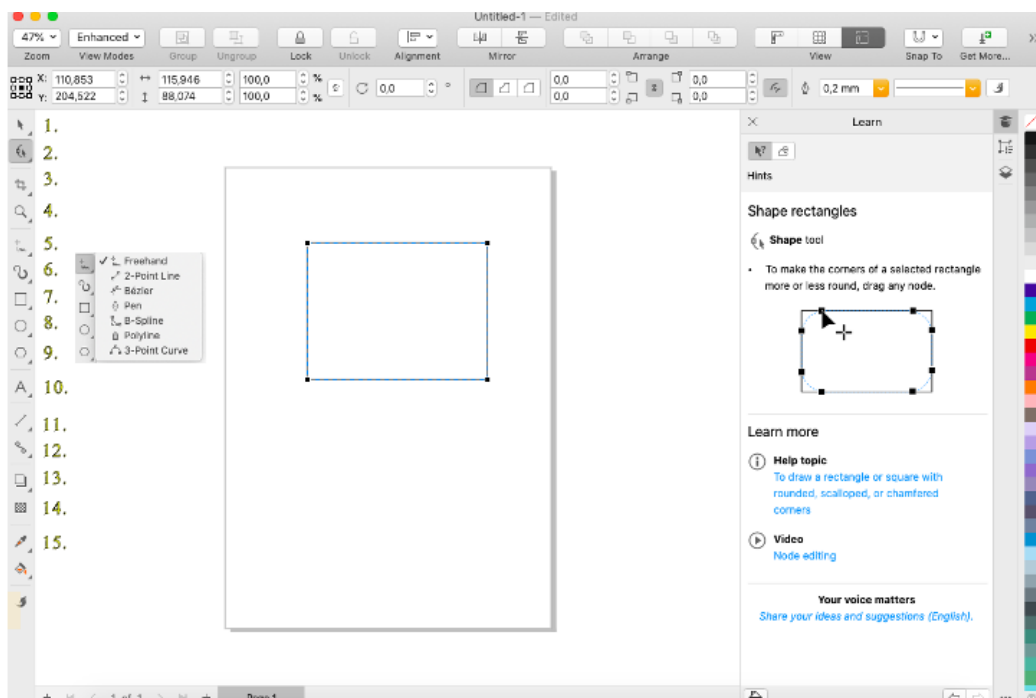 Untitled-1 — Edited
47% Enhanced
Zoom View Modes Group Ungroup Lock Unlock Alignment Mirror Arrange View Snap To Get More...
X: 110,853 115,946 100,0 % 0,0 ° 0,0 0,0 0,2 mm
Y: 204,522 88,074 100,0 % 0,0 0,0
1.
2.
3.
4.
5.
6.
7.
8.
9.
10.
11.
12.
13.
14.
15.
Freehand
2-Point Line
Bézier
Pen
B-Spline
Polyline
3-Point Curve
Learn
Hints
Shape rectangles
Shape tool
• To make the corners of a selected rectangle
more or less round, drag any node.
Learn more
Help topic
To draw a rectangle or square with
rounded, scalloped, or chamfered
corners
Video
Node editing
Your voice matters
Share your ideas and suggestions (English).
1 of 1 Page 1